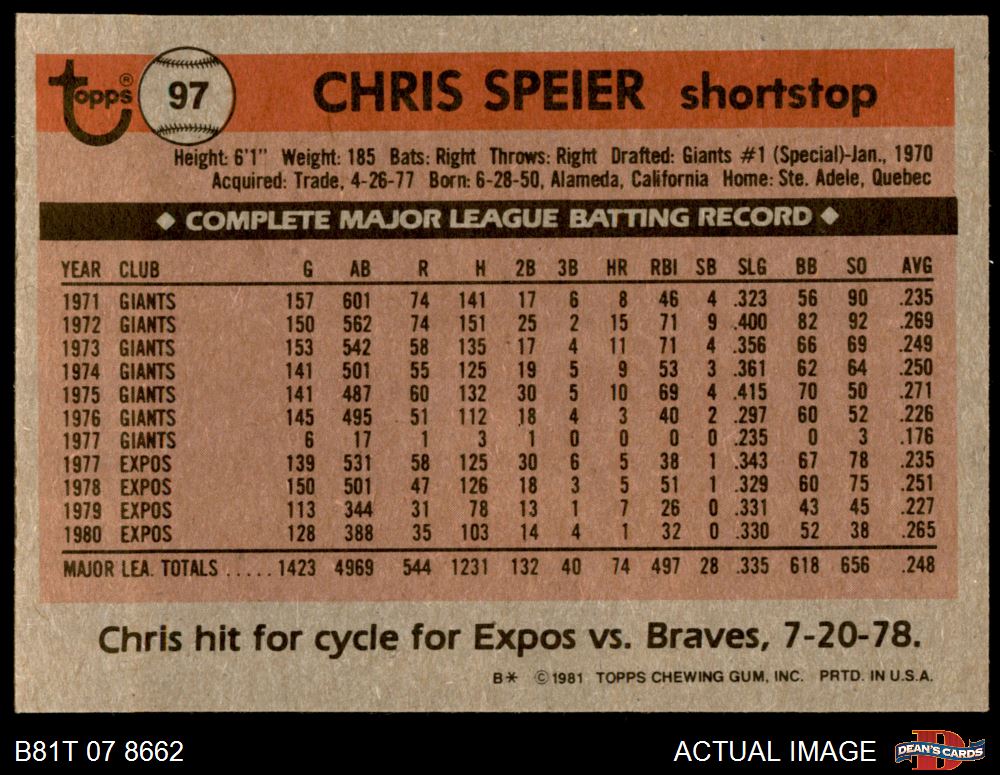 Topps® 97 CHRIS SPEIER shortstop
Height: 6'1" Weight: 185 Bats: Right Throws: Right Drafted: Giants #1 (Special)-Jan., 1970
Acquired: Trade, 4-26-77 Born: 6-28-50, Alameda, California Home: Ste. Adele, Quebec
◆ COMPLETE MAJOR LEAGUE BATTING RECORD ◆
YEAR CLUB G AB R H 2B 3B HR RBI SB SLG BB SO AVG
1971 GIANTS 157 601 74 141 17 6 8 46 4 .323 56 90 .235
1972 GIANTS 150 562 74 151 25 2 15 71 9 .400 82 92 .269
1973 GIANTS 153 542 58 135 17 4 11 71 4 .356 66 69 .249
1974 GIANTS 141 501 55 125 19 5 9 53 3 .361 62 64 .250
1975 GIANTS 141 487 60 132 30 5 10 69 4 .415 70 50 .271
1976 GIANTS 145 495 51 112 18 4 3 40 2 .297 60 52 .226
1977 GIANTS 6 17 1 3 1 0 0 0 0 .235 0 3 .176
1977 EXPOS 139 531 58 125 30 6 5 38 1 .343 67 78 .235
1978 EXPOS 150 501 47 126 18 3 5 51 1 .329 60 75 .251
1979 EXPOS 113 344 31 78 13 1 7 26 0 .331 43 45 .227
1980 EXPOS 128 388 35 103 14 4 1 32 0 .330 52 38 .265
MAJOR LEA. TOTALS ..... 1423 4969 544 1231 132 40 74 497 28 .335 618 656 .248
Chris hit for cycle for Expos vs. Braves, 7-20-78.
B* ©1981 TOPPS CHEWING GUM, INC. PRTD. IN U.S.A.
B81T 07 8662 ACTUAL IMAGE DEAN'S CARDS